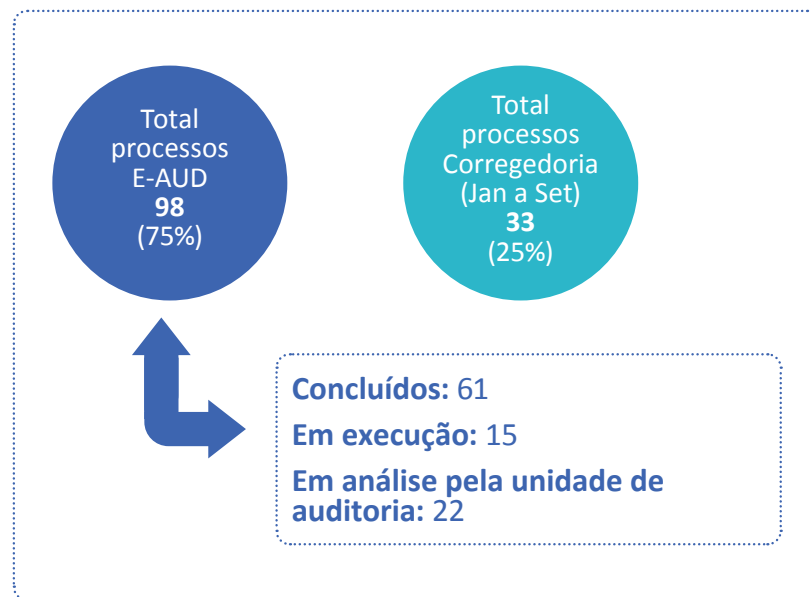 Total
processos
E-AUD
98
(75%)
Total
processos
Corregedoria
(Jan a Set)
33
(25%)
Concluídos: 61
Em execução: 15
Em análise pela unidade de
auditoria: 22